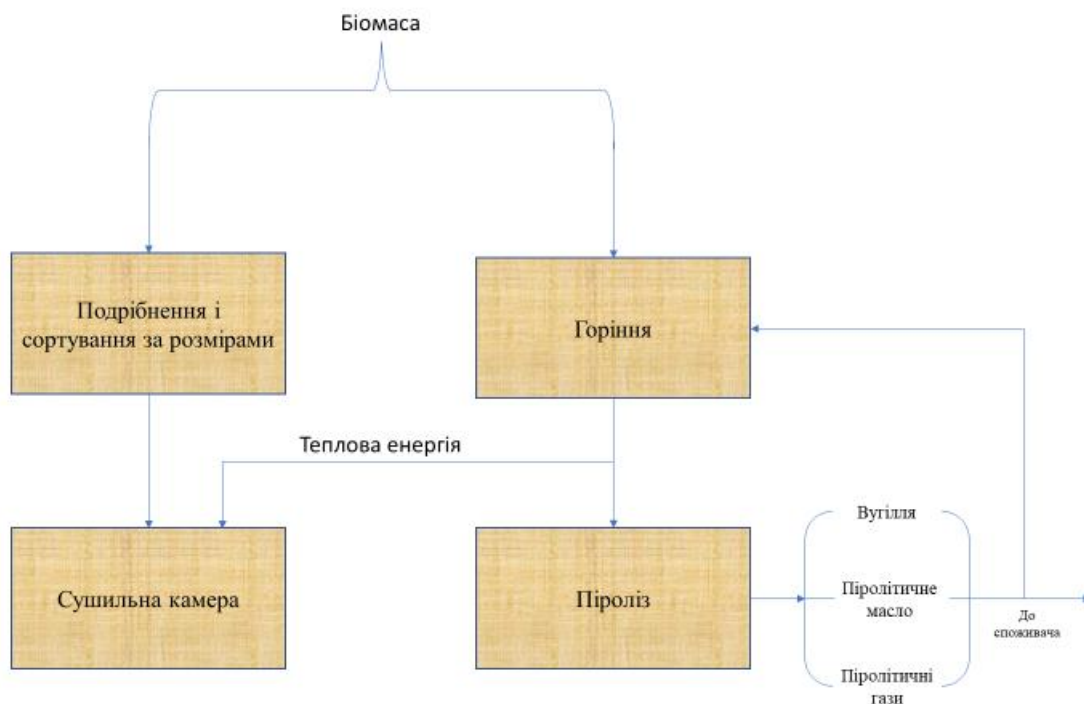 Біомаса
Подрібнення і
сортування за розмірами
Горіння
Теплова енергія
Сушильна камера
Піроліз
Вугілля
Піролітичне
масло
Піролітичні
гази
До
споживача